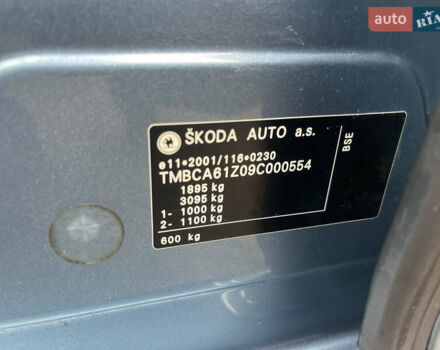 auto RIA
ŠKODA AUTO a.s.
e11*2001/116*0230
TMBCA61Z09C000554
1895 kg
3095 kg
1- 1000 kg
2- 1100 kg
600 kg
BSE